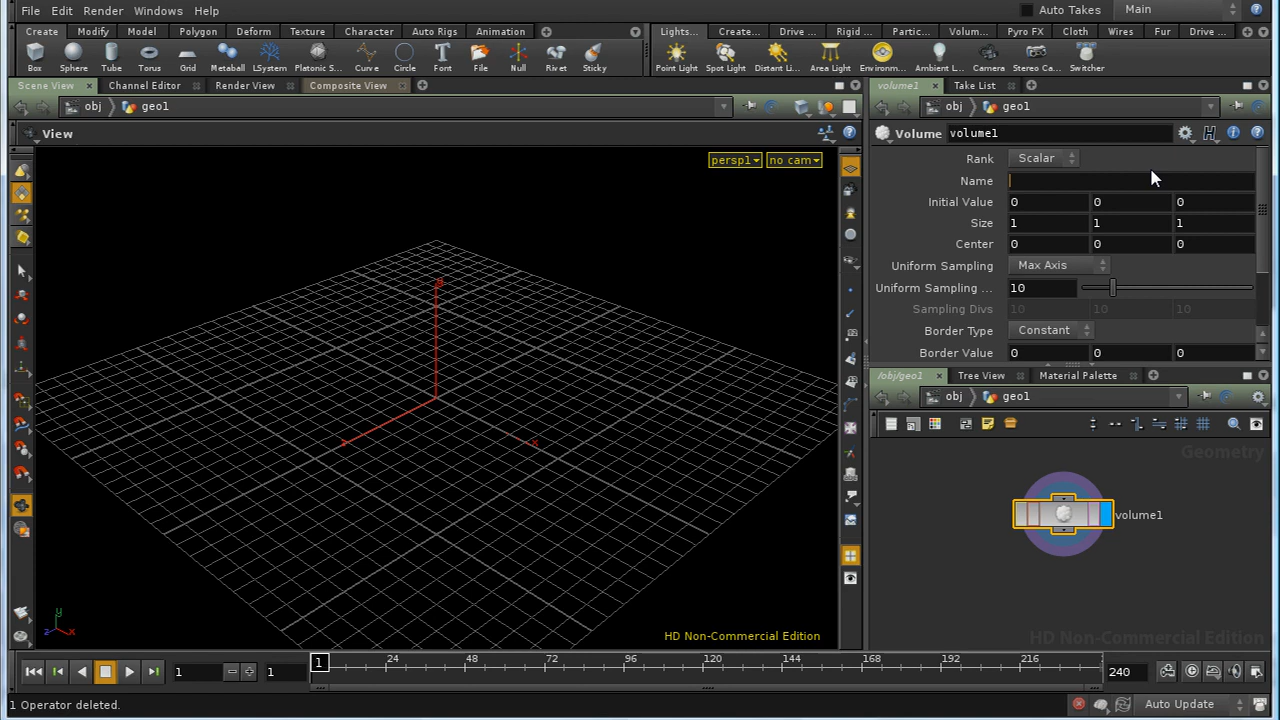 File Edit Render Windows Help Auto Takes Main
Create Modify Model Polygon Deform Texture Character Auto Rigs Animation Lights... Create... Drive ... Rigid ... Partic... Volum... Pyro FX Cloth Wires Fur Drive ...
Box Sphere Tube Torus Grid Metaball LSystem Platonic S... Curve Circle Font File Null Rivet Sticky Point Light Spot Light Distant Li... Area Light Environm... Ambient L... Camera Stereo Ca... Switcher
Scene View Channel Editor Render View Composite View volume1 Take List
obj geo1 obj geo1
View
persp1 no cam
Volume volume1
Rank Scalar
Name
Initial Value 0 0 0
Size 1 1 1
Center 0 0 0
Uniform Sampling Max Axis
Uniform Sampling ... 10
Sampling Divs 10 10 10
Border Type Constant
Border Value 0 0 0
/obj/geo1 Tree View Material Palette
obj geo1
Geometry
volume1
x
y
z x
HD Non-Commercial Edition
HD Non-Commercial Edition
1 1 1 24 48 72 96 120 144 168 192 216 240
1 Operator deleted. Auto Update